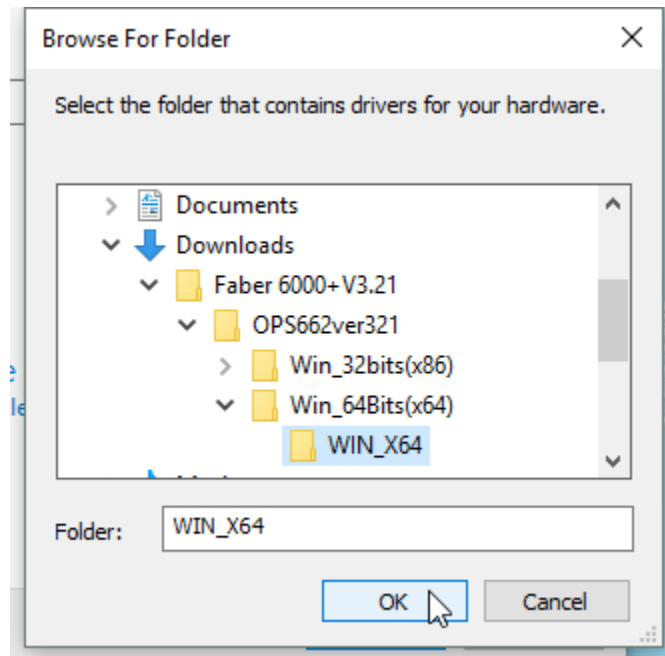 Browse For Folder
Select the folder that contains drivers for your hardware.
Documents
Downloads
Faber 6000+V3.21
OPS662ver321
Win_32bits(x86)
Win_64Bits(x64)
WIN_X64
Folder: WIN_X64
OK Cancel